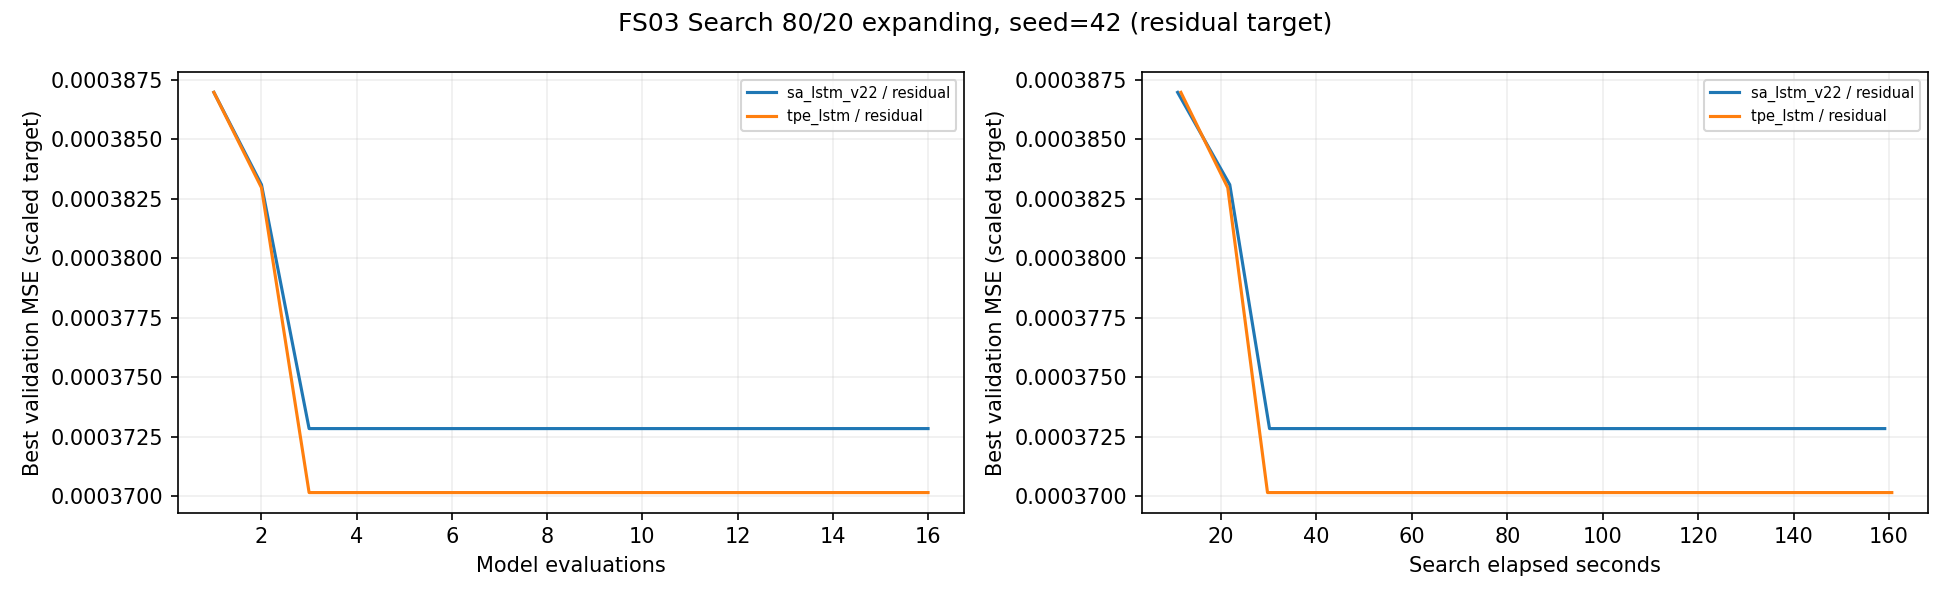 FS03 Search 80/20 expanding, seed=42 (residual target)
Best validation MSE (scaled target)
0.0003875
0.0003850
0.0003825
0.0003800
0.0003775
0.0003750
0.0003725
0.0003700
sa_lstm_v22 / residual
tpe_lstm / residual
2 4 6 8 10 12 14 16
Model evaluations
Best validation MSE (scaled target)
0.0003875
0.0003850
0.0003825
0.0003800
0.0003775
0.0003750
0.0003725
0.0003700
sa_lstm_v22 / residual
tpe_lstm / residual
20 40 60 80 100 120 140 160
Search elapsed seconds